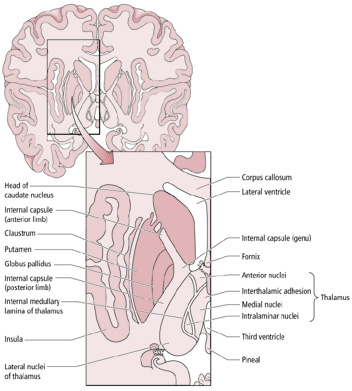 Head of
caudate nucleus
Internal capsule
(anterior limb)
Claustrum
Putamen
Globus pallidus
Internal capsule
(posterior limb)
Internal medullary
lamina of thalamus
Insula
Lateral nuclei
of thalamus
Corpus callosum
Lateral ventricle
Internal capsule (genu)
Fornix
Anterior nuclei
Interthalamic adhesion
Medial nuclei
Intralaminar nuclei
Thalamus
Third ventricle
Pineal